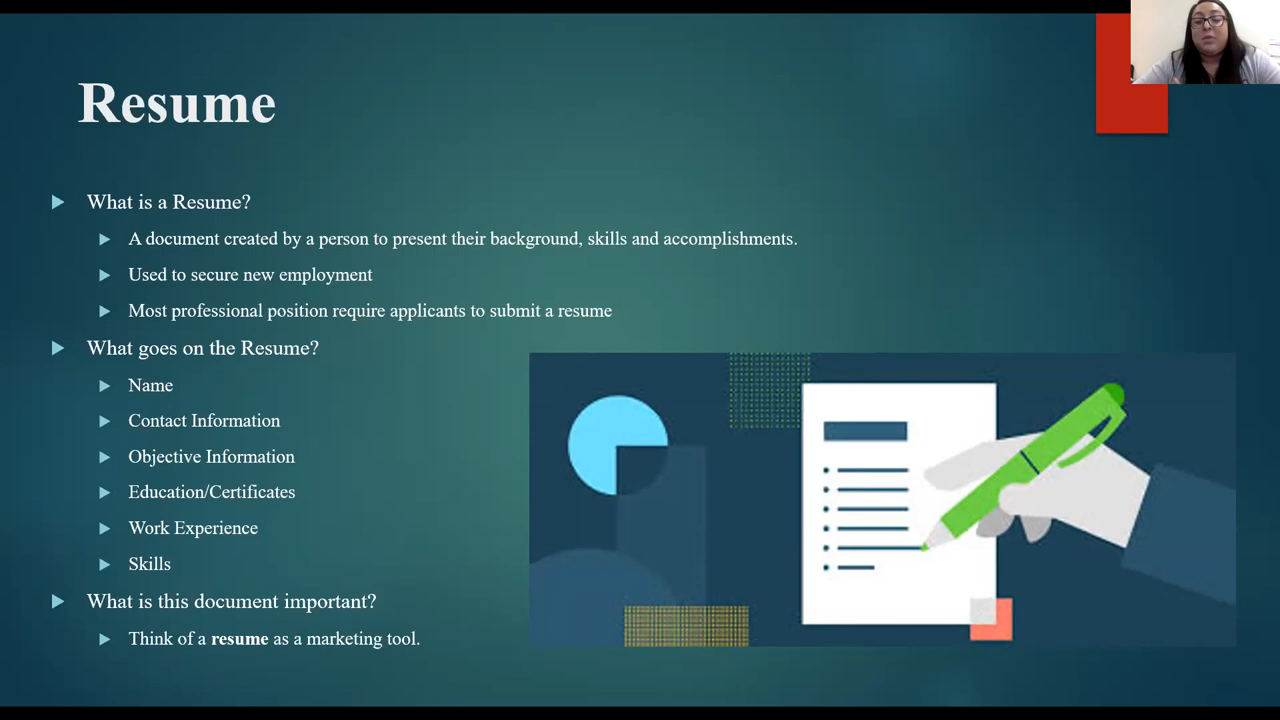 Resume
What is a Resume?
A document created by a person to present their background, skills and accomplishments.
Used to secure new employment
Most professional position require applicants to submit a resume
What goes on the Resume?
Name
Contact Information
Objective Information
Education/Certificates
Work Experience
Skills
What is this document important?
Think of a resume as a marketing tool.